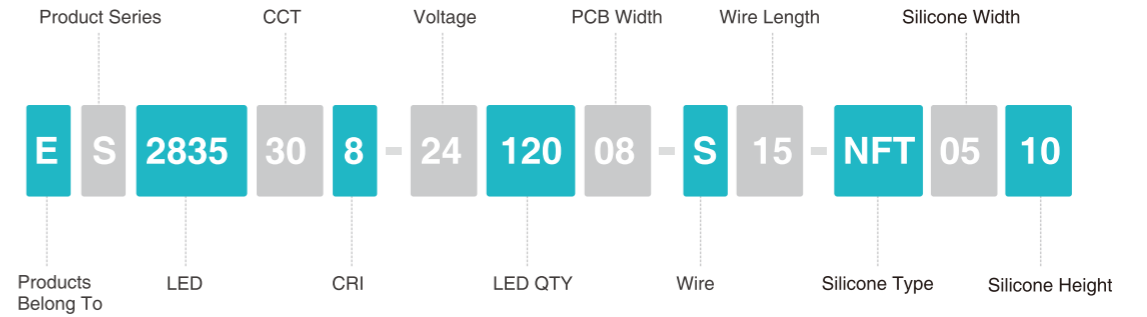 Product Series CCT Voltage PCB Width Wire Length Silicone Width
E S 2835 30 8 - 24 120 08 - S 15 - NFT 05 10
Products LED CRI LED QTY Wire Silicone Type Silicone Height
Belong To